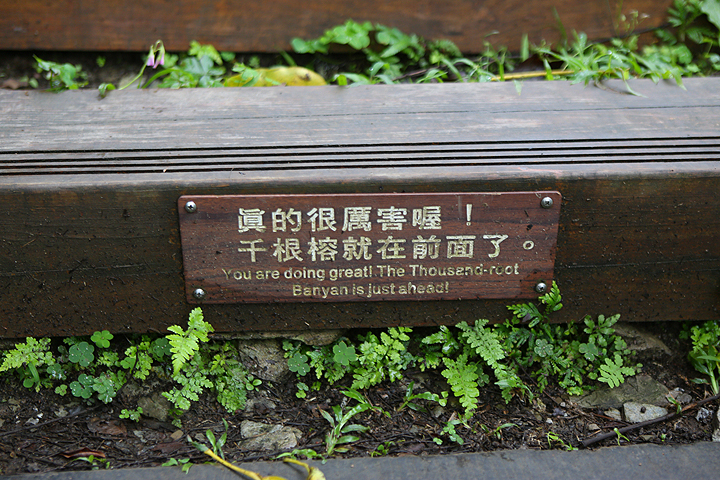 眞的很厲害喔！
千根榕就在前面了。
You are doing great! The Thousand-root
Banyan is just ahead!